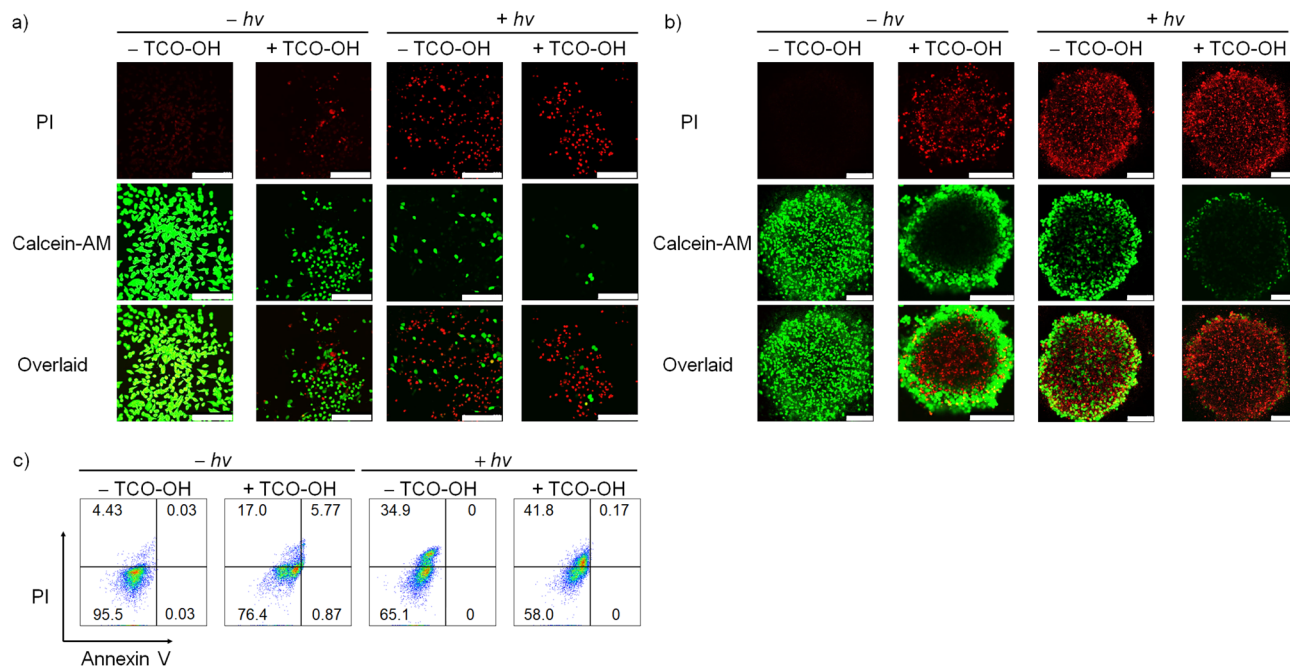 a)
– hv
+ hv
– TCO-OH
+ TCO-OH
– TCO-OH
+ TCO-OH
PI
Calcein-AM
Overlaid
b)
– hv
+ hv
– TCO-OH
+ TCO-OH
– TCO-OH
+ TCO-OH
PI
Calcein-AM
Overlaid
c)
– hv
+ hv
– TCO-OH
+ TCO-OH
– TCO-OH
+ TCO-OH
4.43 0.03
17.0 5.77
34.9 0
41.8 0.17
PI
95.5 0.03
76.4 0.87
65.1 0
58.0 0
Annexin V